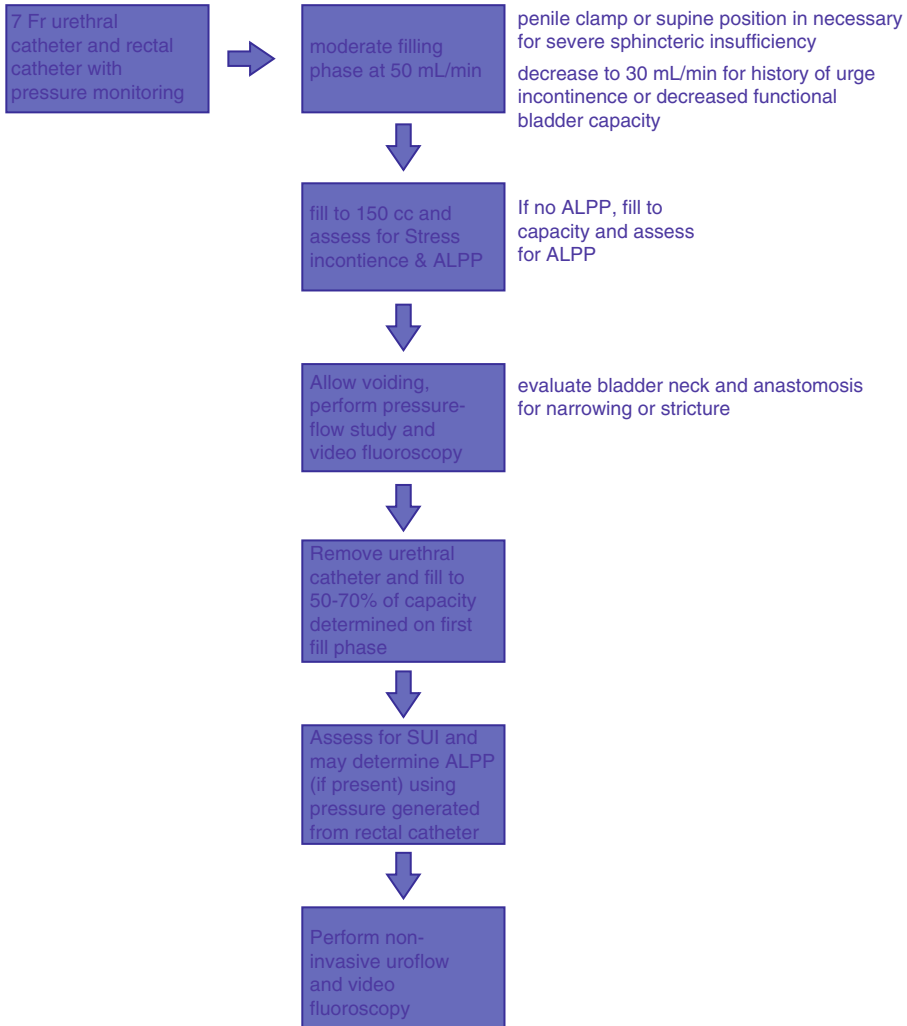 7 Fr urethral
catheter and rectal
catheter with
pressure monitoring
moderate filling
phase at 50 mL/min
penile clamp or supine position in necessary
for severe sphincteric insufficiency
decrease to 30 mL/min for history of urge
incontinence or decreased functional
bladder capacity
fill to 150 cc and
assess for Stress
incontience & ALPP
If no ALPP, fill to
capacity and assess
for ALPP
Allow voiding,
perform pressure-
flow study and
video fluoroscopy
evaluate bladder neck and anastomosis
for narrowing or stricture
Remove urethral
catheter and fill to
50-70% of capacity
determined on first
fill phase
Assess for SUI and
may determine ALPP
(if present) using
pressure generated
from rectal catheter
Perform non-
invasive uroflow
and video
fluoroscopy